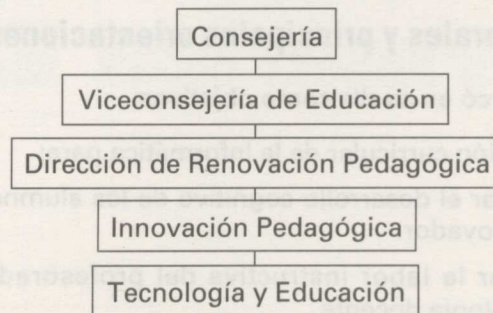 Consejería
Viceconsejería de Educación
Dirección de Renovación Pedagógica
Innovación Pedagógica
Tecnología y Educación